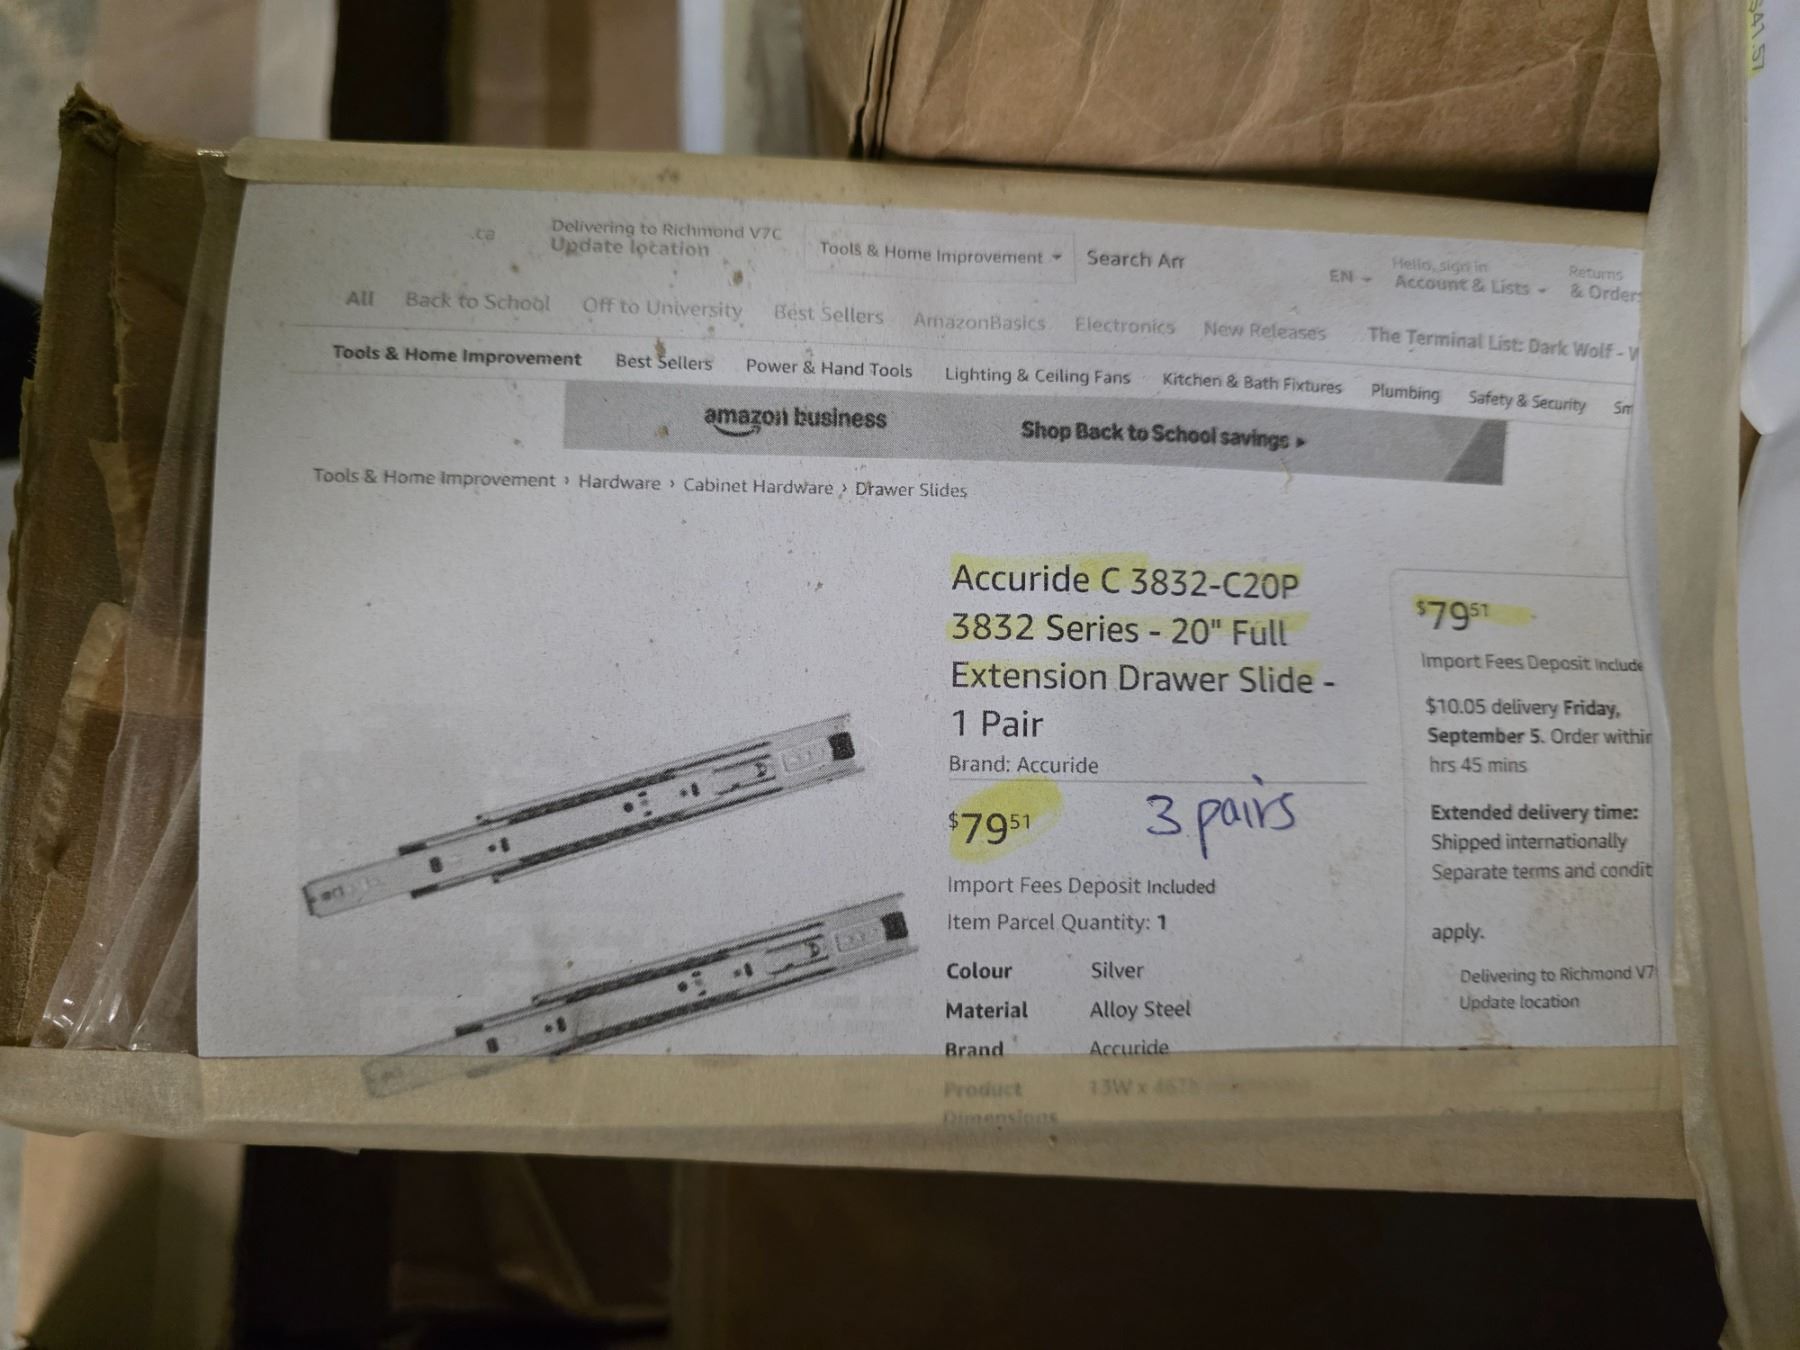 $41.57
.ca
Delivering to Richmond V7C
Update location
Tools & Home Improvement
Search Am
EN
Hello, sign in
Account & Lists
Returns
& Orders
All Back to School Off to University Best Sellers AmazonBasics Electronics New Releases The Terminal List: Dark Wolf - W
Tools & Home Improvement Best Sellers Power & Hand Tools Lighting & Ceiling Fans Kitchen & Bath Fixtures Plumbing Safety & Security Sm
amazon business Shop Back to School savings ▸
Tools & Home Improvement › Hardware › Cabinet Hardware › Drawer Slides
Accuride C 3832-C20P
3832 Series - 20" Full
Extension Drawer Slide -
1 Pair
Brand: Accuride
$79.51
3 pairs
Import Fees Deposit Included
Item Parcel Quantity: 1
Colour Silver
Material Alloy Steel
Brand Accuride
Product 13W x
Dimensions
$79.51
Import Fees Deposit Include
$10.05 delivery Friday,
September 5. Order within
hrs 45 mins
Extended delivery time:
Shipped internationally
Separate terms and condit
apply.
Delivering to Richmond V7
Update location